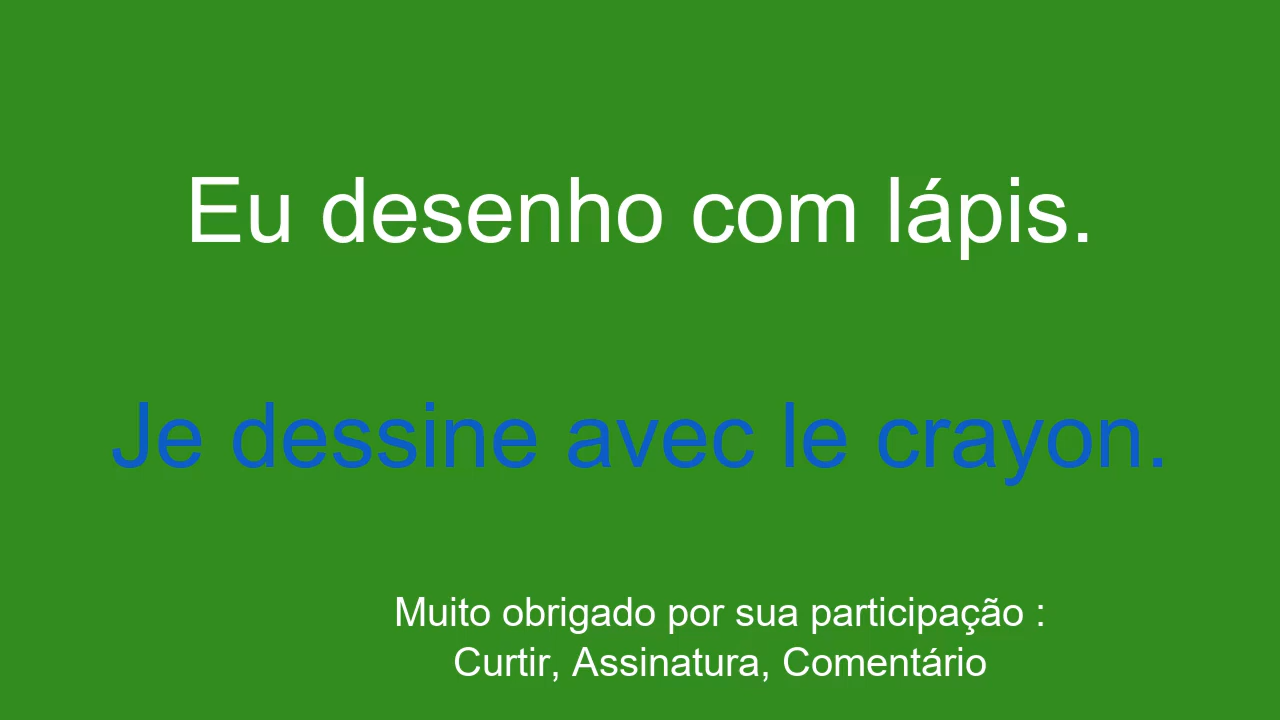 Eu desenho com lápis.
Je dessine avec le crayon.
Muito obrigado por sua participação :
Curtir, Assinatura, Comentário